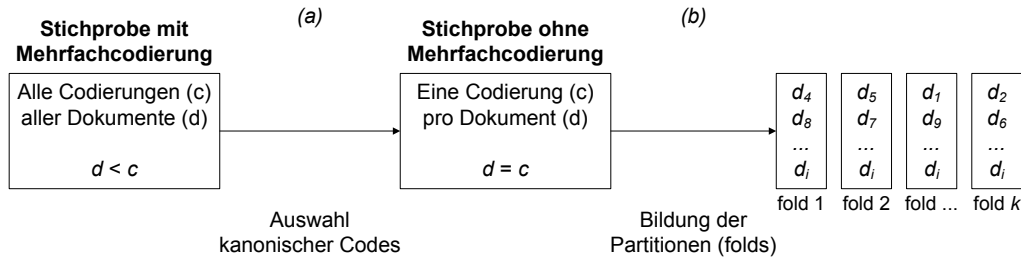 (a)
(b)
Stichprobe mit
Mehrfachcodierung
Stichprobe ohne
Mehrfachcodierung
Alle Codierungen (c)
aller Dokumente (d)
d < c
Eine Codierung (c)
pro Dokument (d)
d = c
d4
d8
...
di
d5
d7
...
di
d1
d9
...
di
d2
d6
...
di
fold 1
fold 2
fold ...
fold k
Auswahl
kanonischer Codes
Bildung der
Partitionen (folds)